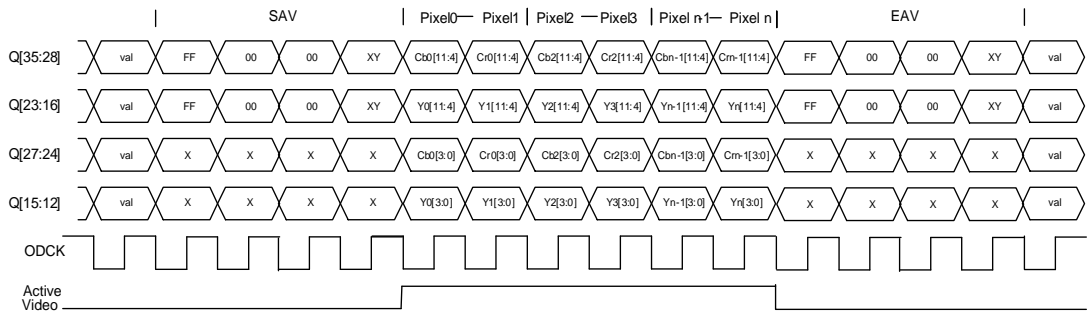 SAV Pixel0 Pixel1 Pixel2 Pixel3 Pixel n-1 Pixel n EAV
Q[35:28] val FF 00 00 XY Cb0[11:4] Cr0[11:4] Cb2[11:4] Cr2[11:4] Cbn-1[11:4] Crn-1[11:4] FF 00 00 XY val
Q[23:16] val FF 00 00 XY Y0[11:4] Y1[11:4] Y2[11:4] Y3[11:4] Yn-1[11:4] Yn[11:4] FF 00 00 XY val
Q[27:24] val X X X X Cb0[3:0] Cr0[3:0] Cb2[3:0] Cr2[3:0] Cbn-1[3:0] Crn-1[3:0] X X X X val
Q[15:12] val X X X X Y0[3:0] Y1[3:0] Y2[3:0] Y3[3:0] Yn-1[3:0] Yn[3:0] X X X X val
ODCK
Active
Video